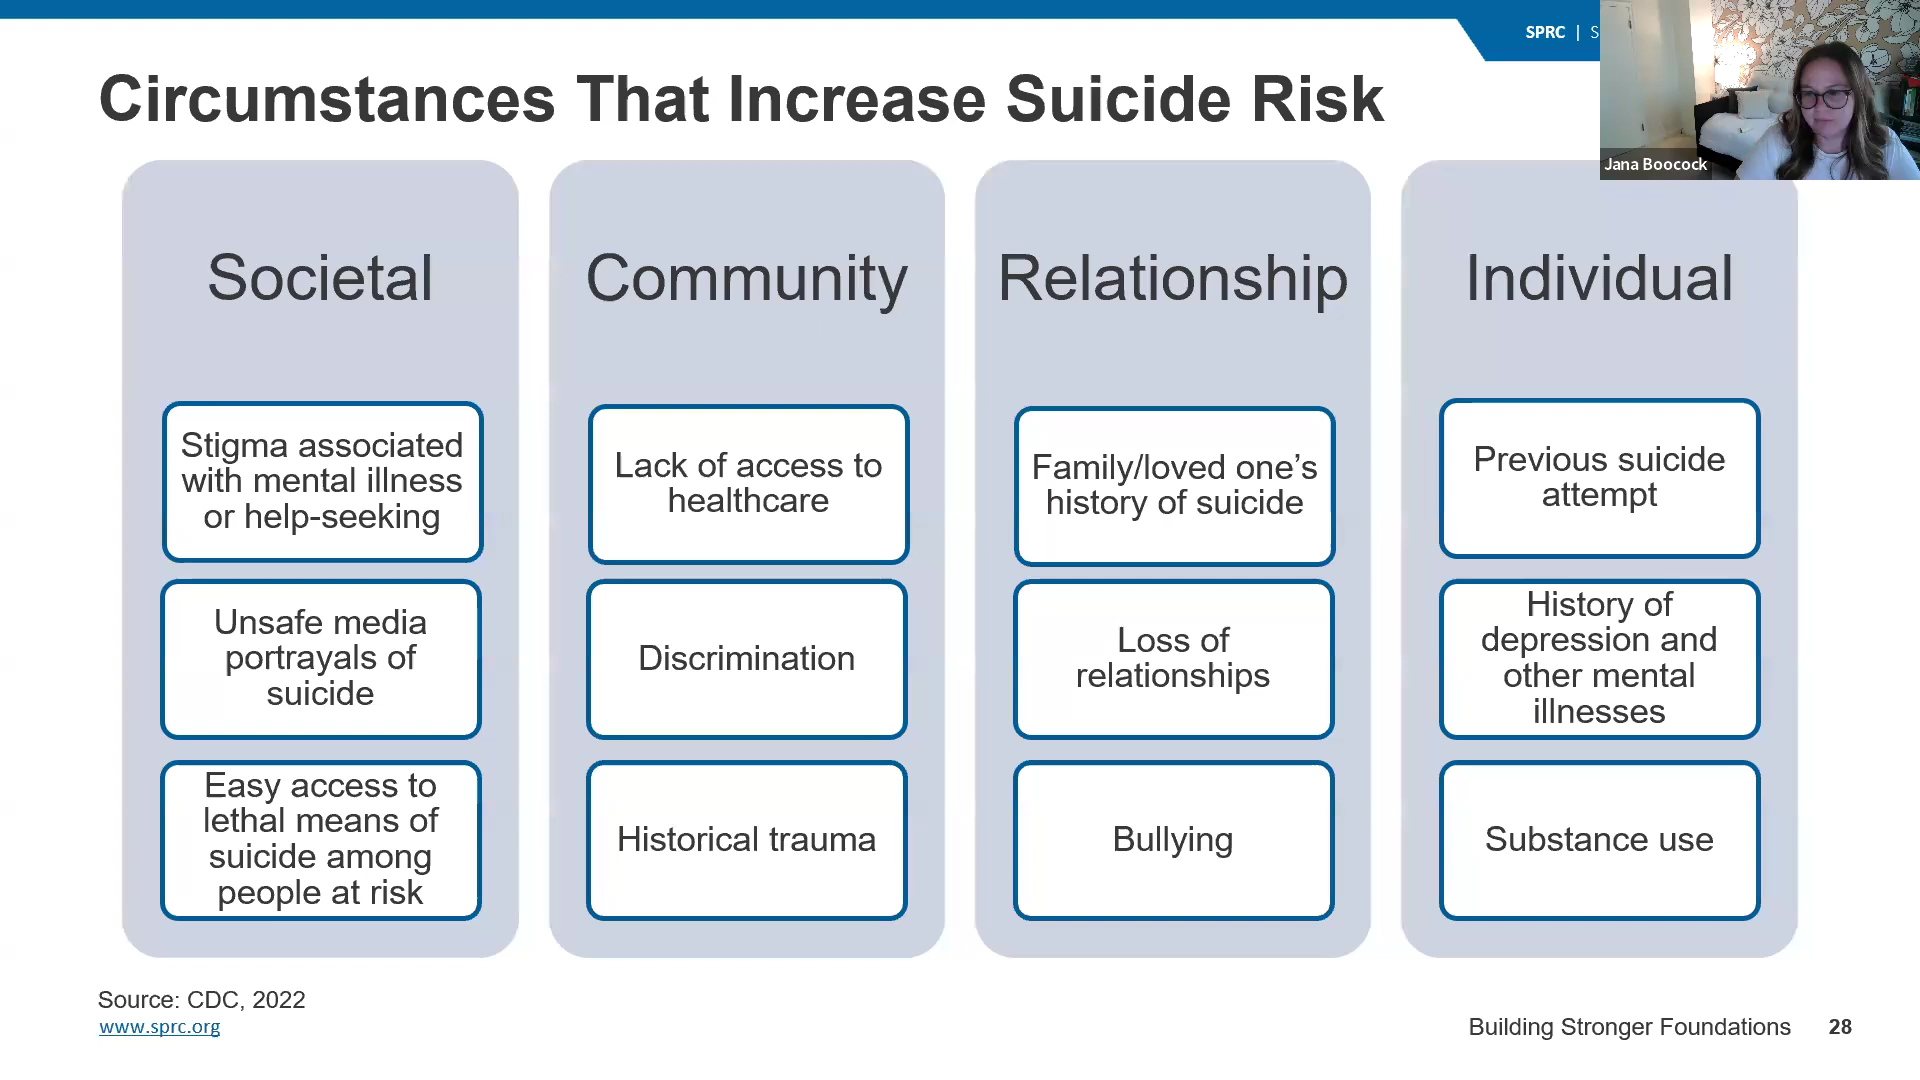 SPRC | S
Circumstances That Increase Suicide Risk
Jana Boocock
Societal
Stigma associated
with mental illness
or help-seeking
Unsafe media
portrayals of
suicide
Easy access to
lethal means of
suicide among
people at risk
Community
Lack of access to
healthcare
Discrimination
Historical trauma
Relationship
Family/loved one’s
history of suicide
Loss of
relationships
Bullying
Individual
Previous suicide
attempt
History of
depression and
other mental
illnesses
Substance use
Source: CDC, 2022
www.sprc.org
Building Stronger Foundations 28